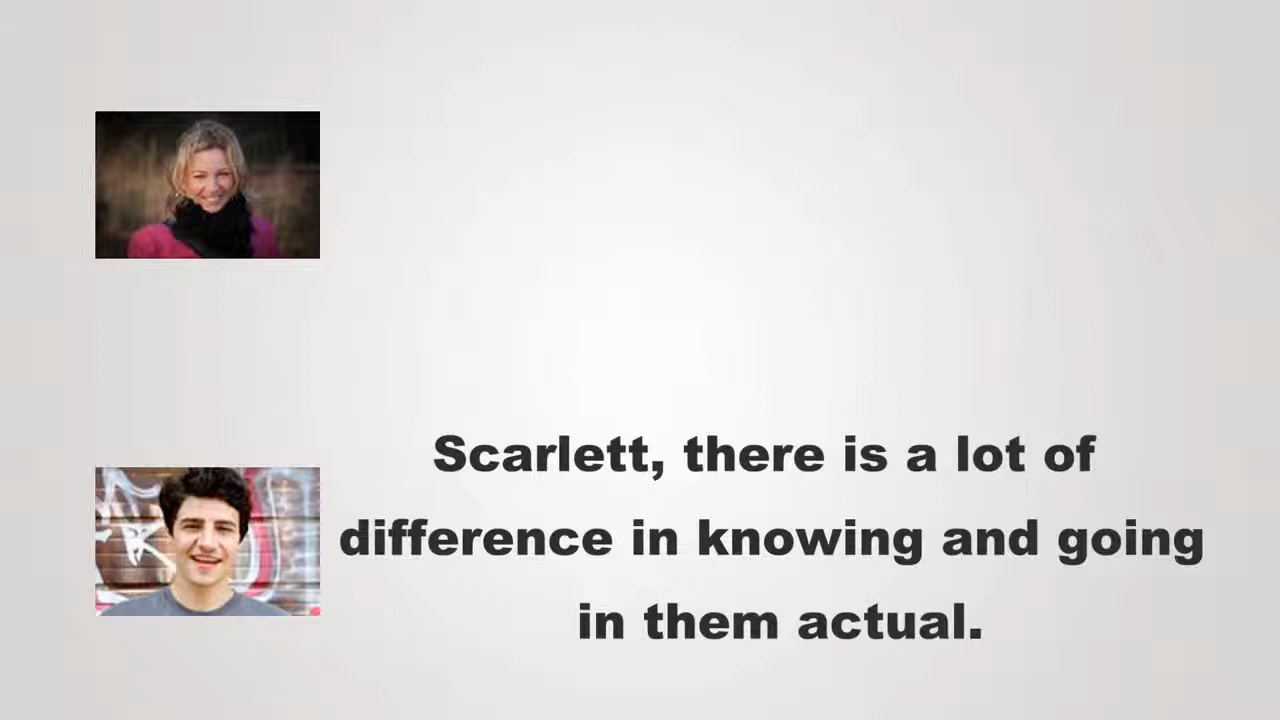 Scarlett, there is a lot of
difference in knowing and going
in them actual.